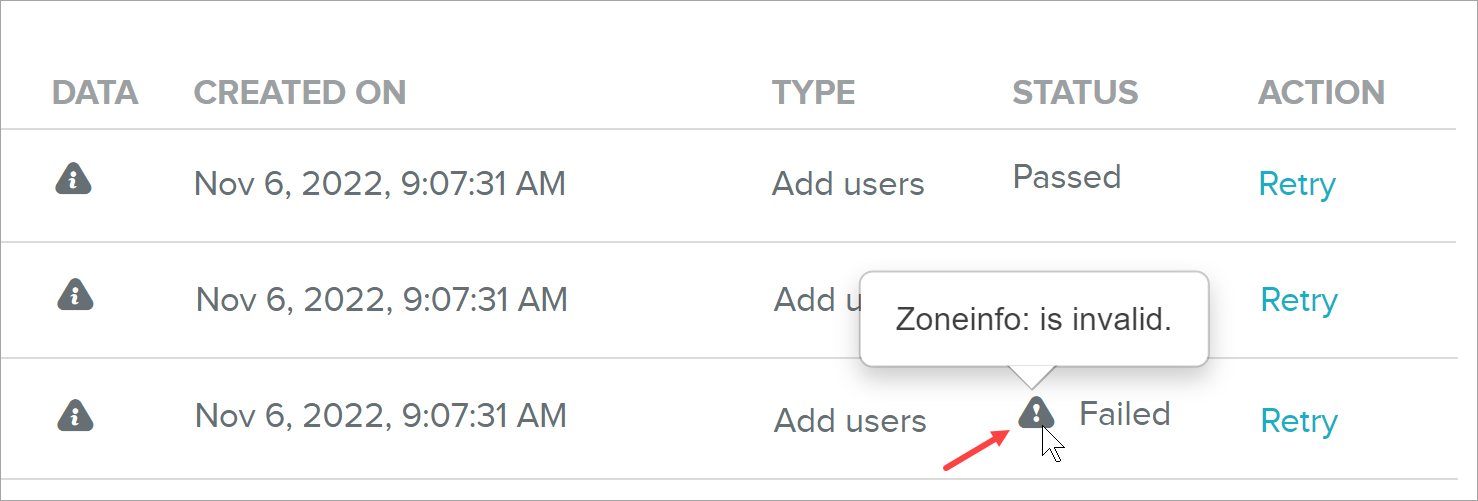 DATA CREATED ON TYPE STATUS ACTION
Nov 6, 2022, 9:07:31 AM Add users Passed Retry
Nov 6, 2022, 9:07:31 AM Add u Retry
Zoneinfo: is invalid.
Nov 6, 2022, 9:07:31 AM Add users Failed Retry